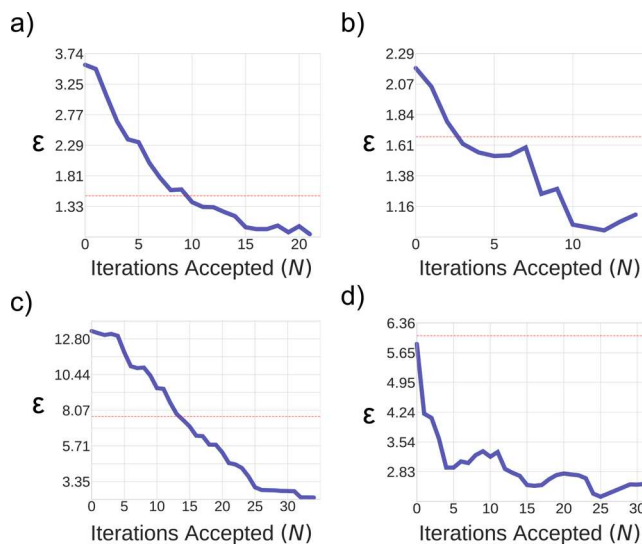 a)
3.74
3.25
2.77
2.29
1.81
1.33
ε
0 5 10 15 20
Iterations Accepted (N)
b)
2.29
2.07
1.84
1.61
1.38
1.16
ε
0 5 10
Iterations Accepted (N)
c)
12.80
10.44
8.07
5.71
3.35
ε
0 5 10 15 20 25 30
Iterations Accepted (N)
d)
6.36
5.65
4.95
4.24
3.54
2.83
ε
0 5 10 15 20 25 30
Iterations Accepted (N)